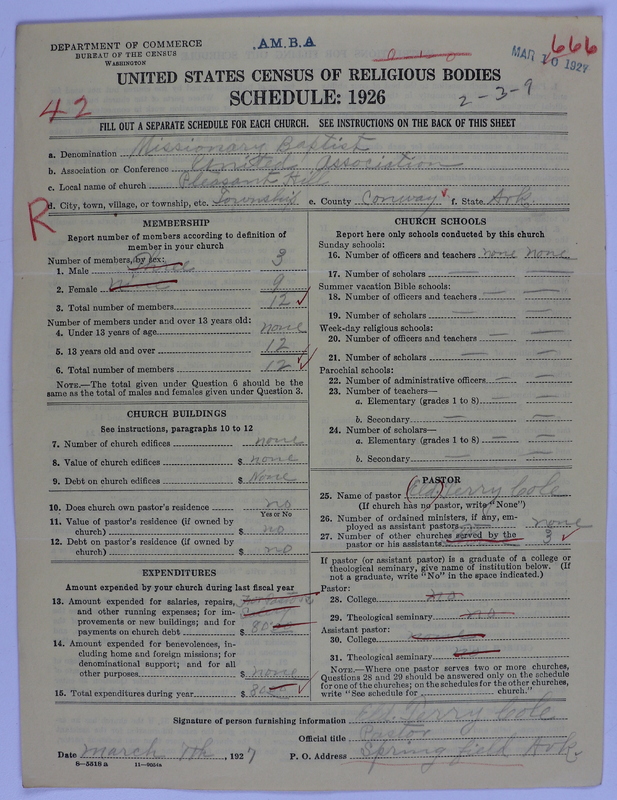 DEPARTMENT OF COMMERCE
BUREAU OF THE CENSUS
WASHINGTON
A.M.B.A
666
MAR 10 1927
UNITED STATES CENSUS OF RELIGIOUS BODIES
SCHEDULE: 1926
42
2-3-9
FILL OUT A SEPARATE SCHEDULE FOR EACH CHURCH. SEE INSTRUCTIONS ON THE BACK OF THIS SHEET
a. Denomination Missionary Baptist
b. Association or Conference United Association
c. Local name of church Pleasant Hill
R
d. City, town, village, or township, etc. Township e. County Conway f. State Ark.
MEMBERSHIP
Report number of members according to definition of member in your church
Number of members, by sex:
1. Male Three 3
2. Female 9
3. Total number of members 12
Number of members under and over 13 years old:
4. Under 13 years of age none
5. 13 years old and over 12
6. Total number of members 12
NOTE.—The total given under Question 6 should be same as the total of males and females given under Question 3.
CHURCH BUILDINGS
See instructions, paragraphs 10 to 12
7. Number of church edifices none
8. Value of church edifices $ none
9. Debt on church edifices $ None
10. Does church own pastor's residence no
Yes or No
11. Value of pastor's residence (if owned by church) $ no
12. Debt on pastor's residence (if owned by church) $ no
EXPENDITURES
Amount expended by your church during last fiscal year
13. Amount expended for salaries, repairs, and other running expenses; for improvements or new buildings; and for payments on church debt $
14. Amount expended for benevolences, including home and foreign missions; for denominational support; and for all other purposes $ none
15. Total expenditures during year $
CHURCH SCHOOLS
Report here only schools conducted by this church
Sunday schools:
16. Number of officers and teachers none none
17. Number of scholars — —
Summer vacation Bible schools:
18. Number of officers and teachers — —
19. Number of scholars — —
Week-day religious schools:
20. Number of officers and teachers — —
21. Number of scholars — —
Parochial schools:
22. Number of administrative officers — —
23. Number of teachers—
a. Elementary (grades 1 to 8) — —
b. Secondary — —
24. Number of scholars—
a. Elementary (grades 1 to 8) — —
b. Secondary — —
PASTOR
25. Name of pastor Perry Cole
(If church has no pastor, write "None")
26. Number of ordained ministers, if any, employed as assistant pastors none
27. Number of other churches served by the pastor or his assistants 3
If pastor (or assistant pastor) is a graduate of a college or theological seminary, give name of institution below. (If not a graduate, write "No" in the space indicated.)
Pastor:
28. College no
29. Theological seminary no
Assistant pastor:
30. College
31. Theological seminary no
NOTE.—Where one pastor serves two or more churches, Questions 28 and 29 should be answered only on the schedule for one of the churches; on the schedules for the other churches, write "See schedule for church."
Signature of person furnishing information Perry Cole
Official title Pastor
Date March 9th, 1927 P. O. Address Springfield Ark.
8—5518 a 11—9054a